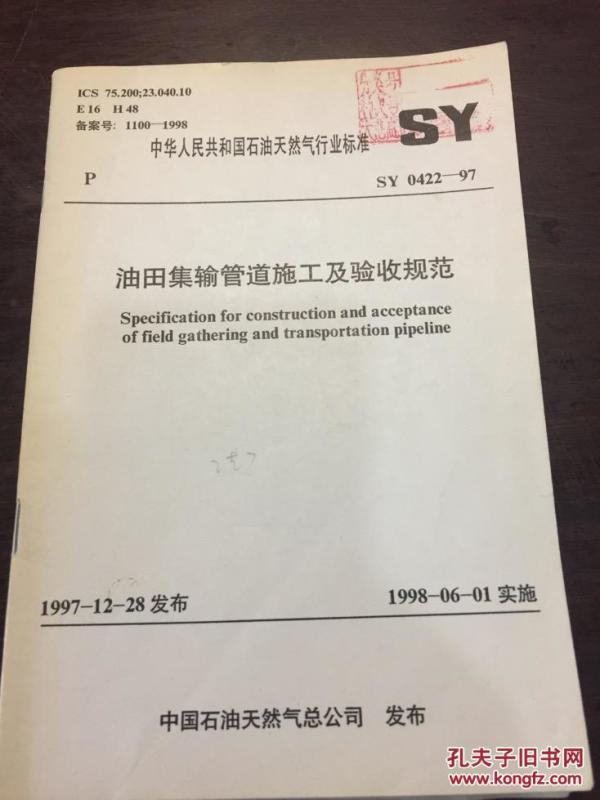 ICS 75.200;23.040.10
E 16 H 48
备案号: 1100—1998
SY
中华人民共和国石油天然气行业标准
P
SY 0422—97
油田集输管道施工及验收规范
Specification for construction and acceptance
of field gathering and transportation pipeline
1997-12-28 发布
1998-06-01 实施
中国石油天然气总公司 发布
孔夫子旧书网
www.kongfz.com